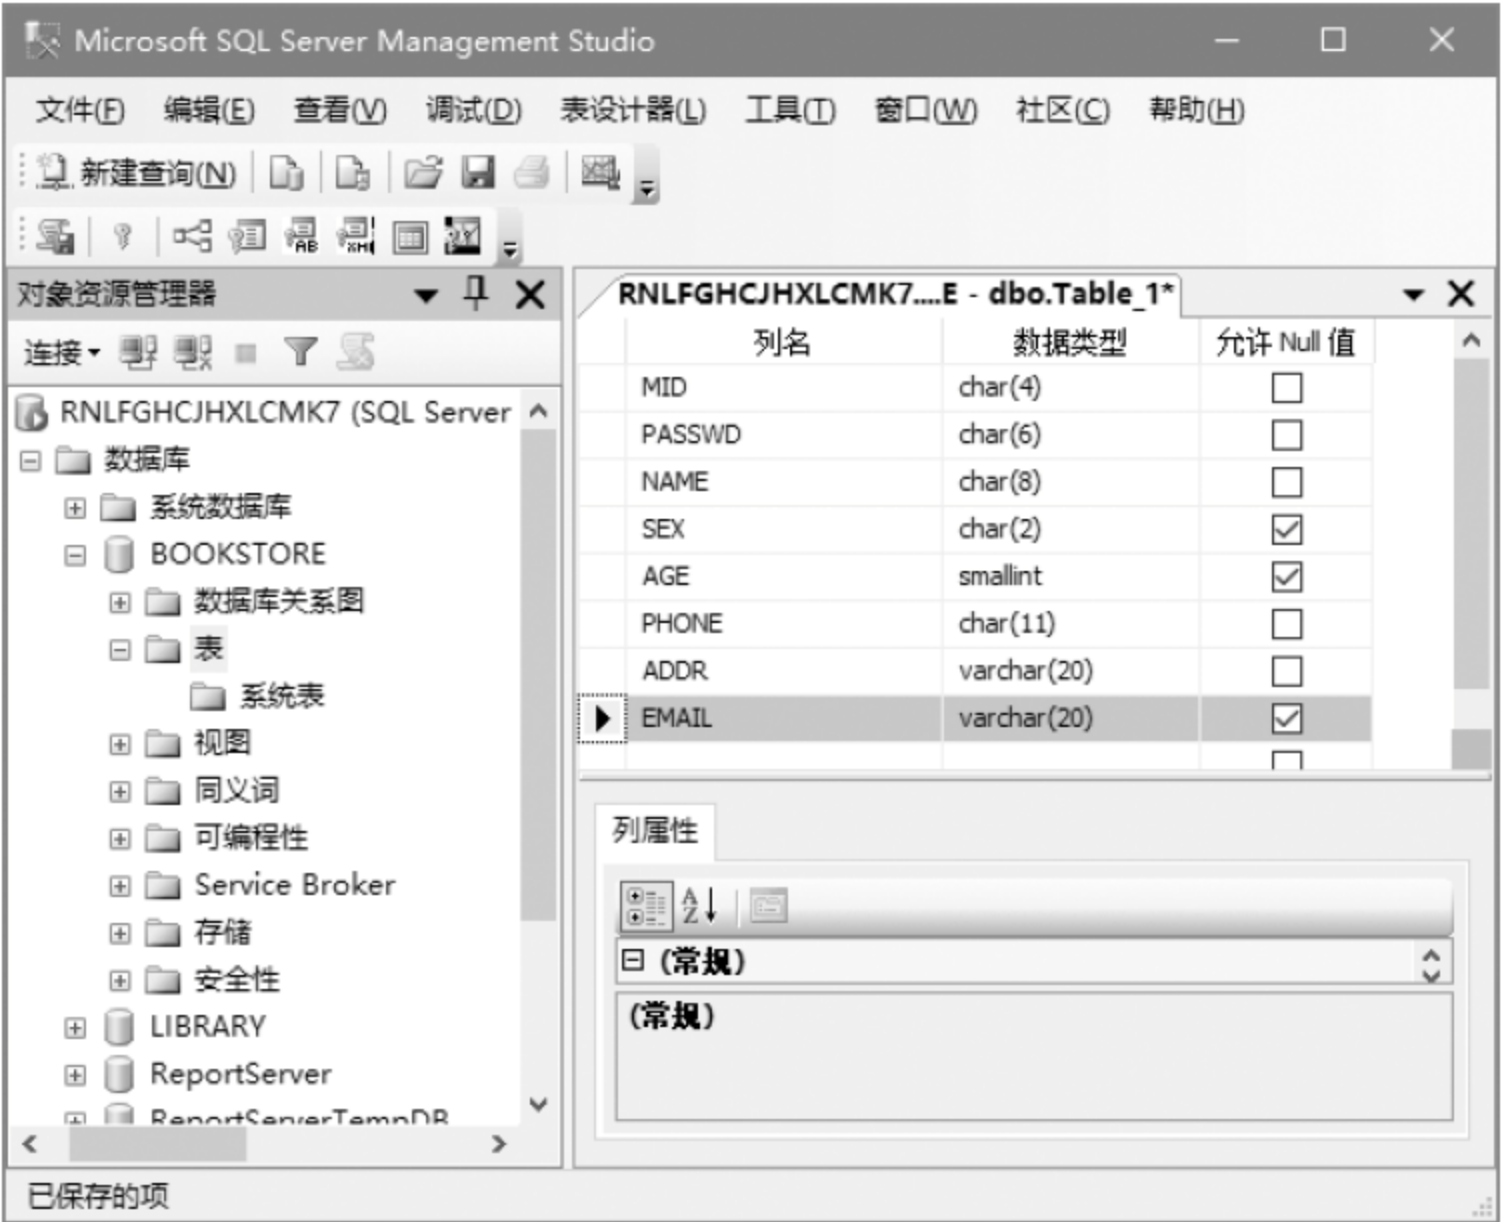 Microsoft SQL Server Management Studio
文件(F) 编辑(E) 查看(V) 调试(D) 表设计器(L) 工具(T) 窗口(W) 社区(C) 帮助(H)
新建查询(N)
对象资源管理器
连接
RNLFGHCJHXLCMK7 (SQL Server
数据库
系统数据库
BOOKSTORE
数据库关系图
表
系统表
视图
同义词
可编程性
Service Broker
存储
安全性
LIBRARY
ReportServer
ReportServerTempDB
RNLFGHCJHXLCMK7....E - dbo.Table_1*
列名 数据类型 允许 Null 值
MID char(4)
PASSWD char(6)
NAME char(8)
SEX char(2)
AGE smallint
PHONE char(11)
ADDR varchar(20)
EMAIL varchar(20)
列属性
(常规)
(常规)
已保存的项